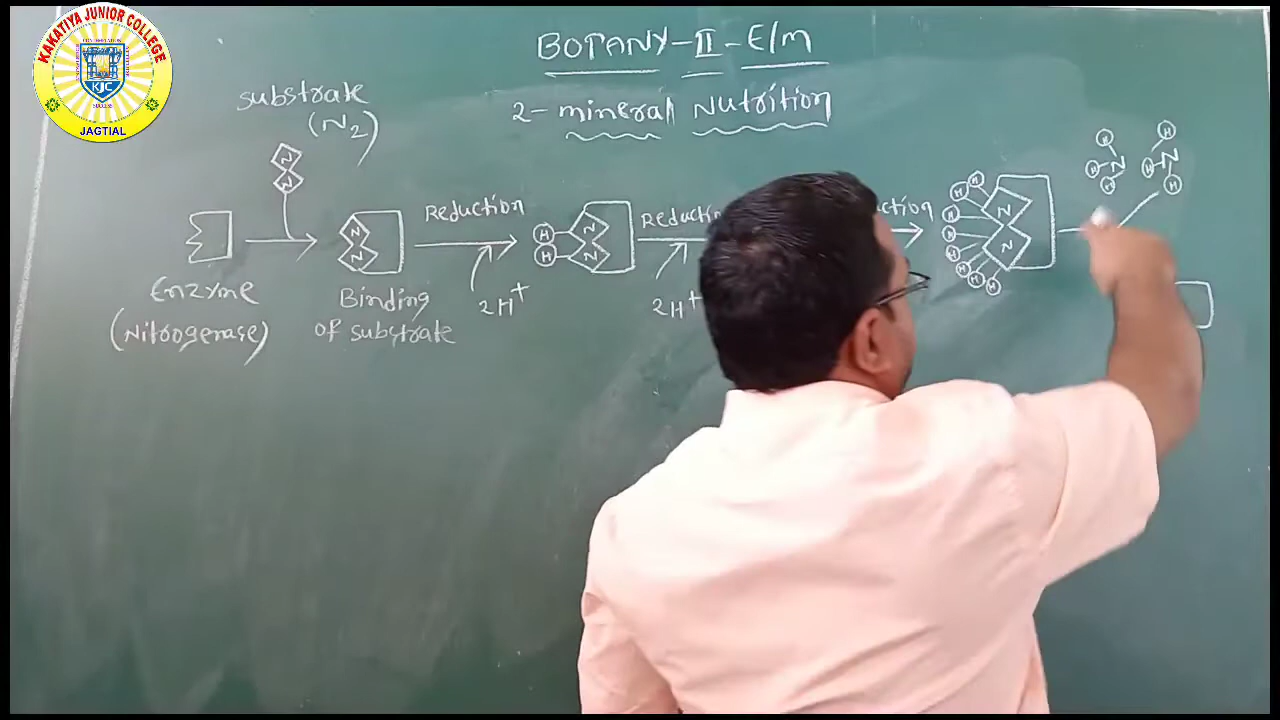 KAKATIYA JUNIOR COLLEGE
KJC
SUCCESS
JAGTIAL
BOTANY-II-E/M
2- mineral Nutrition
substrate
(N2)
N
N
Enzyme
(Nitrogenase)
N
N
Binding
of substrate
Reduction
2H+
H
H
N
N
2H+
H H
H
H
H
H
H
H
N
N
H
H
H
N
H
H
H
N